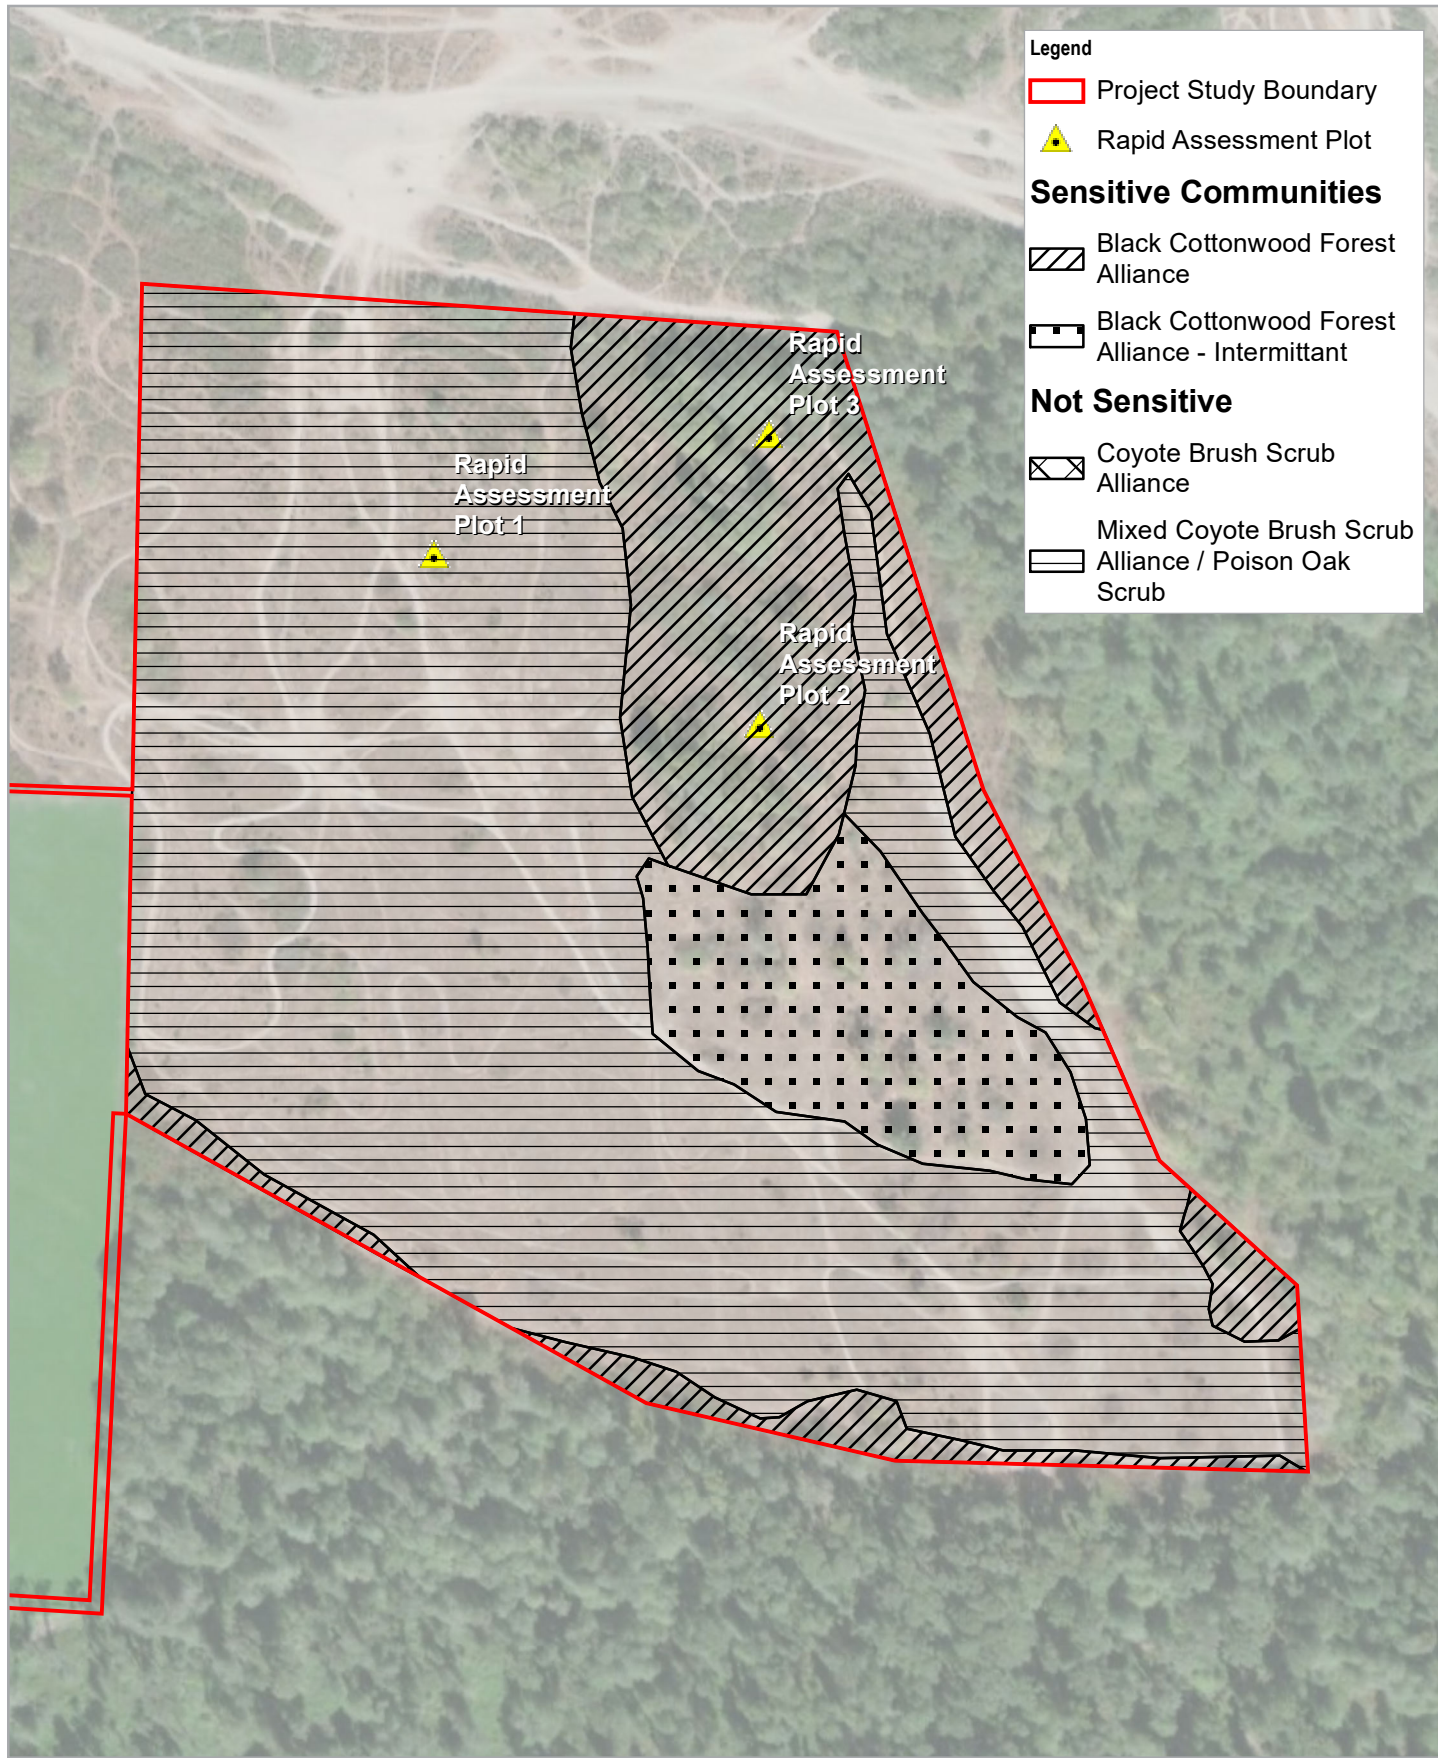 Legend
Project Study Boundary
Rapid Assessment Plot
Sensitive Communities
Black Cottonwood Forest
Alliance
Black Cottonwood Forest
Alliance - Intermittant
Not Sensitive
Coyote Brush Scrub
Alliance
Mixed Coyote Brush Scrub
Alliance / Poison Oak
Scrub
Rapid
Assessment
Plot 3
Rapid
Assessment
Plot 1
Rapid
Assessment
Plot 2